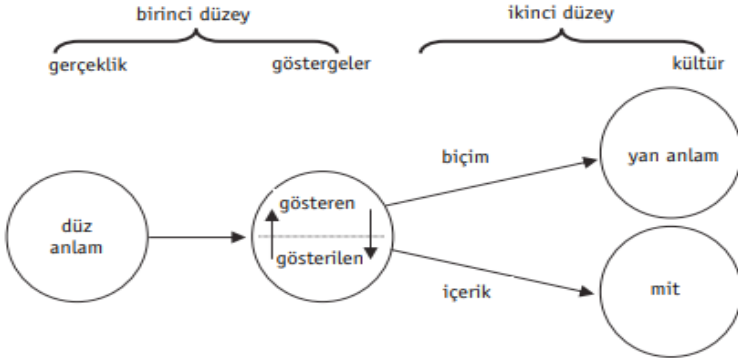 birinci düzey
ikinci düzey
gerçeklik
göstergeler
kültür
düz
anlam
gösteren
gösterilen
biçim
içerik
yan anlam
mit